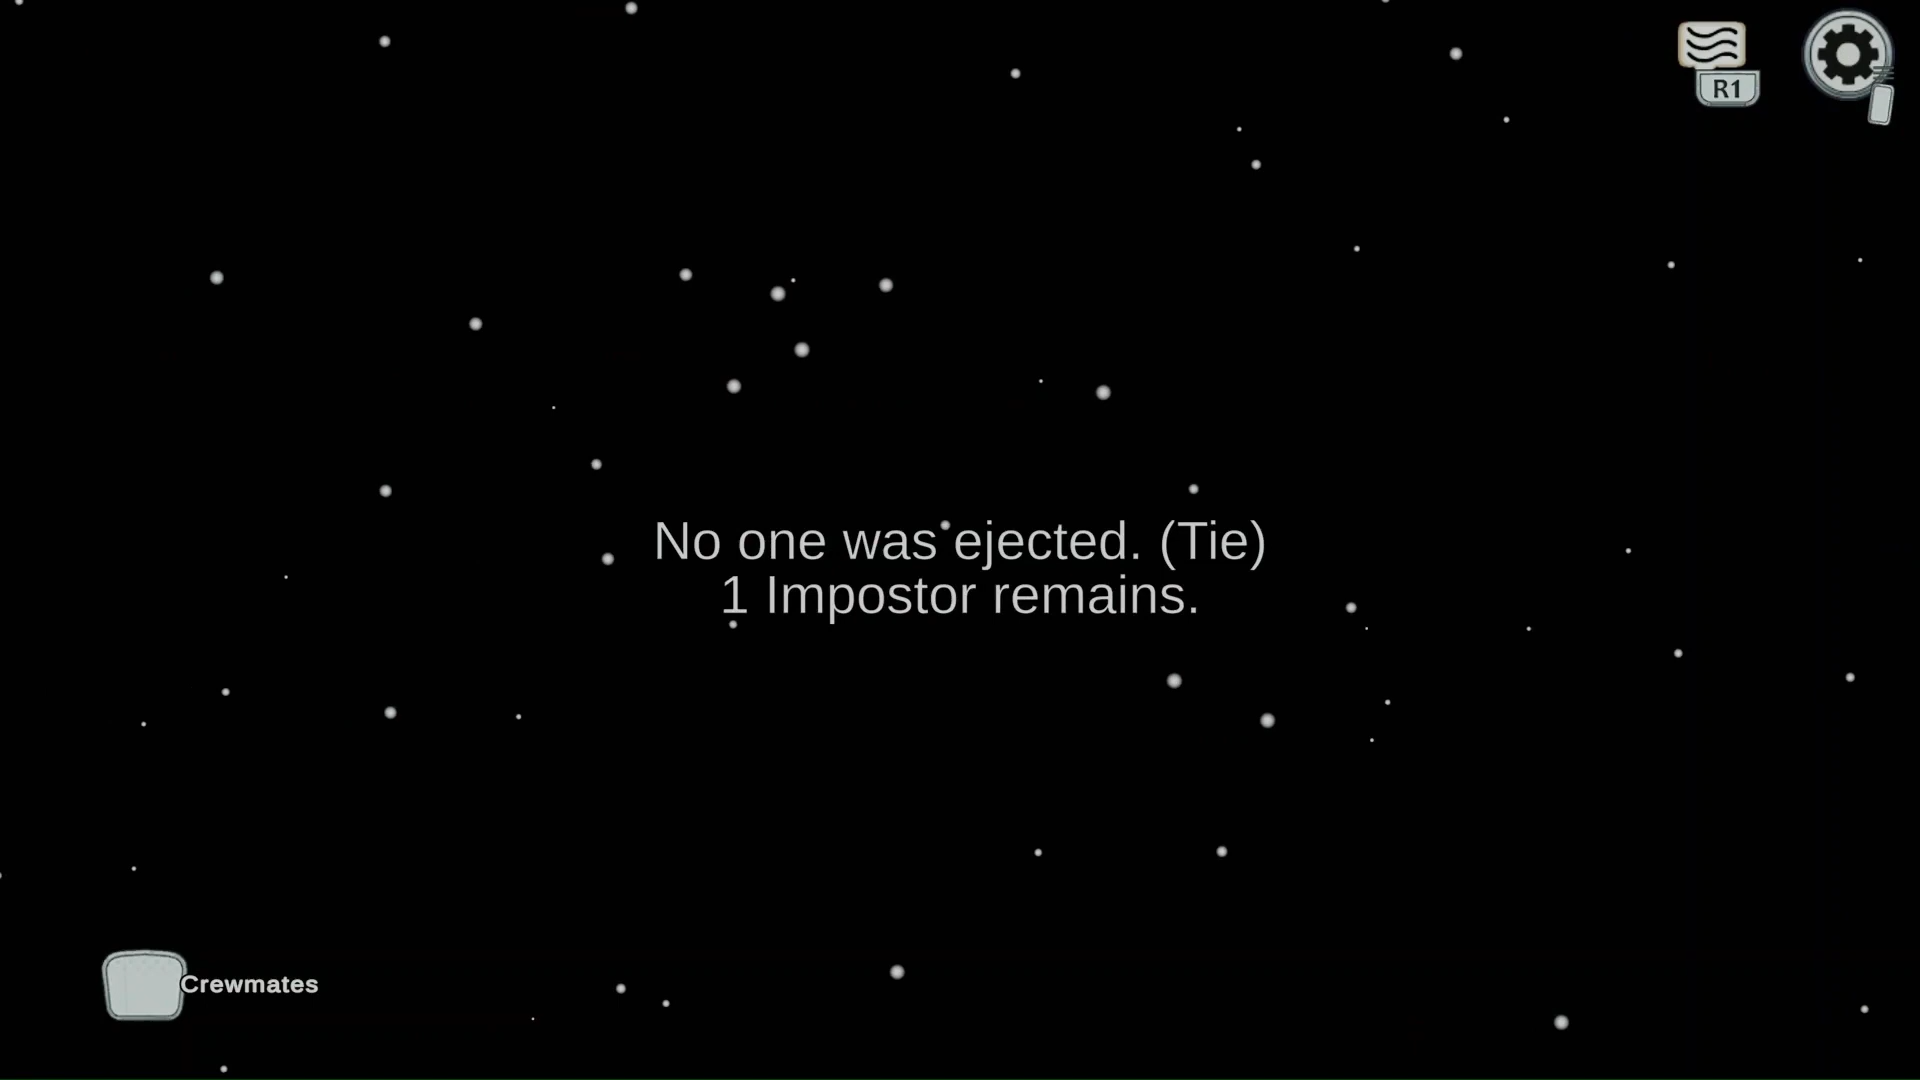 R1
No one was ejected. (Tie)
1 Impostor remains.
Crewmates